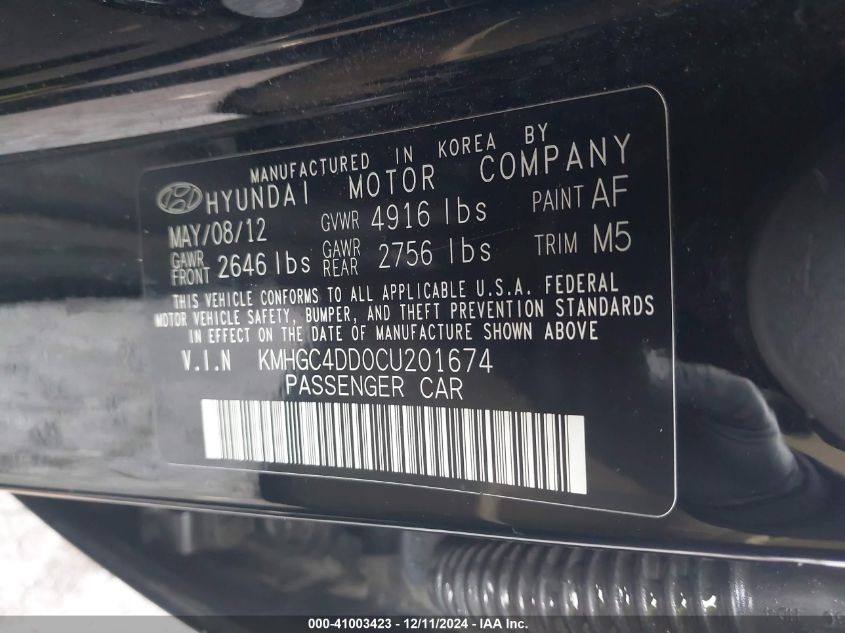 MANUFACTURED IN KOREA BY
HYUNDAI MOTOR COMPANY
MAY/08/12 GVWR 4916 lbs PAINT AF
GAWR FRONT 2646 lbs GAWR REAR 2756 lbs TRIM M5
THIS VEHICLE CONFORMS TO ALL APPLICABLE U.S.A. FEDERAL
MOTOR VEHICLE SAFETY, BUMPER, AND THEFT PREVENTION STANDARDS
IN EFFECT ON THE DATE OF MANUFACTURE SHOWN ABOVE
V.I.N KMHGC4DD0CU201674
PASSENGER CAR
000-41003423 - 12/11/2024 - IAA Inc.